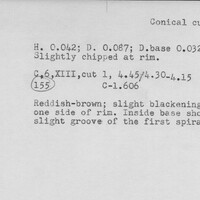 Conical cu
H. 0.042; D. 0.087; D.base 0.032
Slightly chipped at rim.
C.6,XIII,cut 1, 4.45/4.30-4.15
155 C-1.606
Reddish-brown; slight blackening
one side of rim. Inside base sho
slight groove of the first spira